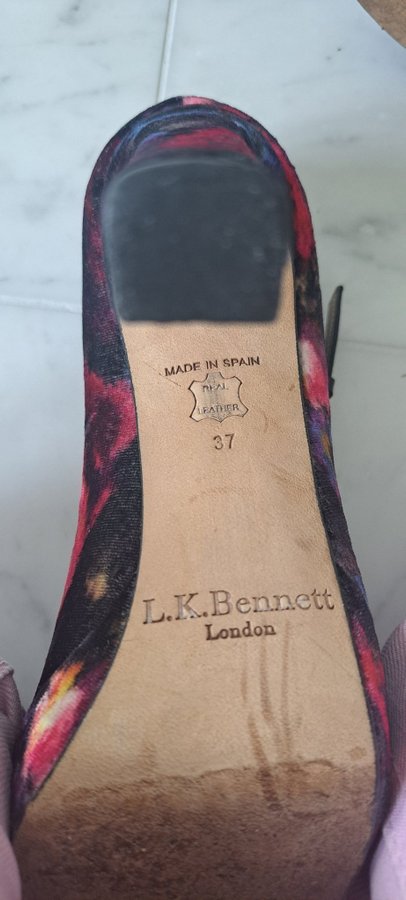 MADE IN SPAIN
REAL
LEATHER
37
L.K.Bennett
London